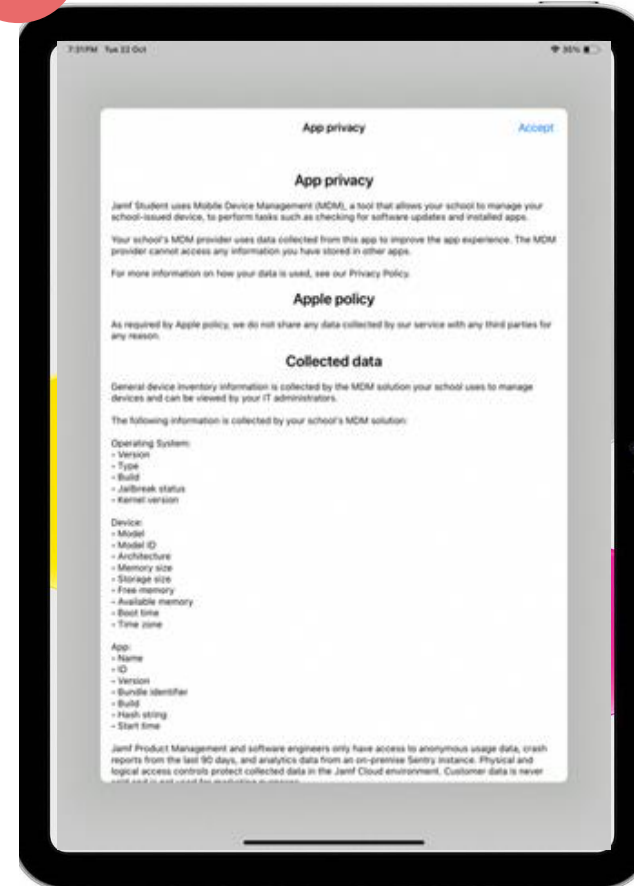 7:31PM Tue 22 Oct
35%
App privacy
Accept
App privacy
Jamf Student uses Mobile Device Management (MDM), a tool that allows your school to manage your
school-issued device, to perform tasks such as checking for software updates and installed apps.
Your school's MDM provider uses data collected from this app to improve the app experience. The MDM
provider cannot access any information you have stored in other apps.
For more information on how your data is used, see our Privacy Policy.
Apple policy
As required by Apple policy, we do not share any data collected by our service with any third parties for
any reason.
Collected data
General device inventory information is collected by the MDM solution your school uses to manage
devices and can be viewed by your IT administrators.
The following information is collected by your school's MDM solution:
Operating System:
- Version
- Type
- Build
- Jailbreak status
- Kernel version
Device:
- Model
- Model ID
- Architecture
- Memory size
- Storage size
- Free memory
- Available memory
- Boot time
- Time zone
App:
- Name
- ID
- Version
- Bundle identifier
- Build
- Hash string
- Start time
Jamf Product Management and software engineers only have access to anonymous usage data, crash
reports from the last 90 days, and analytics data from an on-premise Sentry instance. Physical and
logical access controls protect collected data in the Jamf Cloud environment. Customer data is never